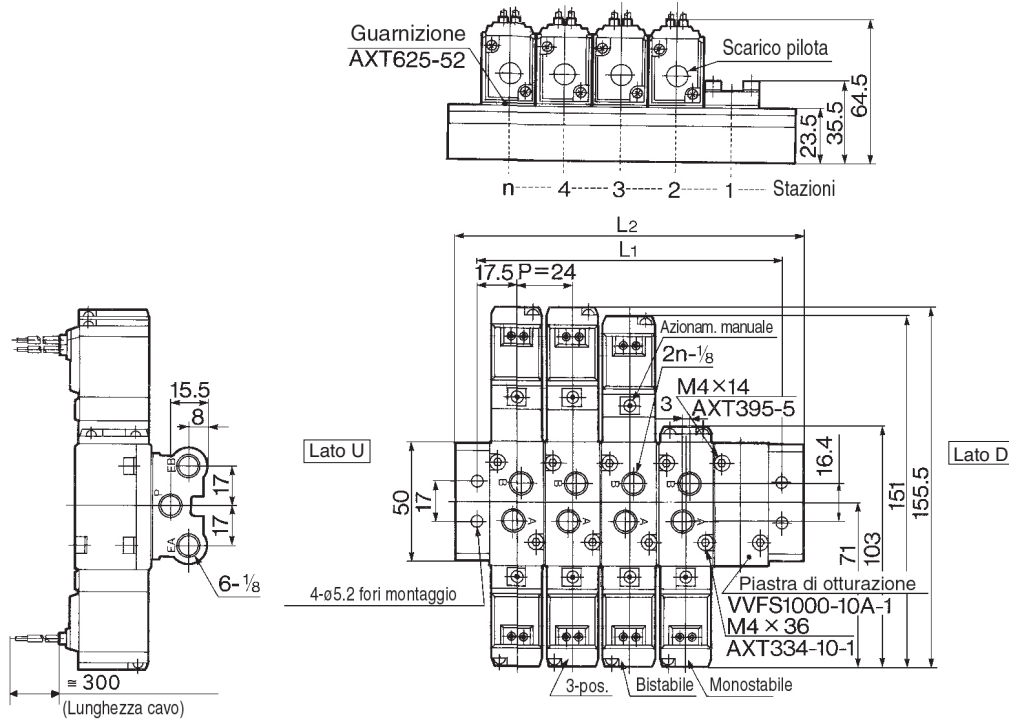 Guarnizione
AXT625-52
Scarico pilota
23.5
35.5
64.5
n 4 3 2 1 Stazioni
L2
L1
17.5 P=24
Azionam. manuale
2n-1/8
M4×14
3 AXT395-5
15.5
8
Lato U
Lato D
EB
P
EA
17
17
6-1/8
50
17
B B B B
A A A A
16.4
71
103
151
155.5
4-ø5.2 fori montaggio
Piastra di otturazione
VVFS1000-10A-1
M4×36
AXT334-10-1
≅ 300
(Lunghezza cavo)
3-pos. Bistabile Monostabile